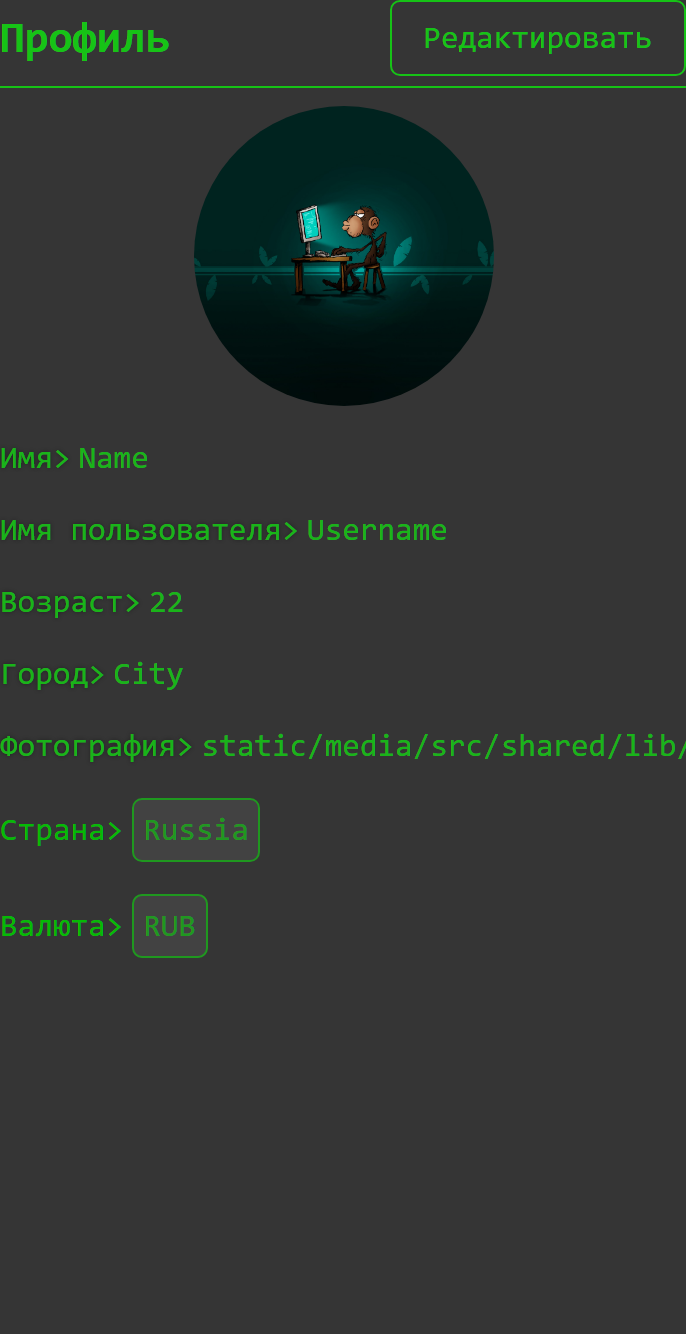 Профиль
Редактировать
Имя> Name
Имя пользователя> Username
Возраст> 22
Город> City
Фотография> static/media/src/shared/lib/
Страна> Russia
Валюта> RUB